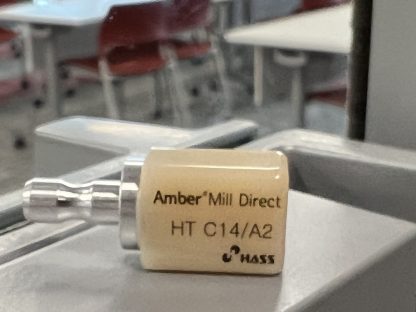 Amber® Mill Direct
HT C14/A2
HASS